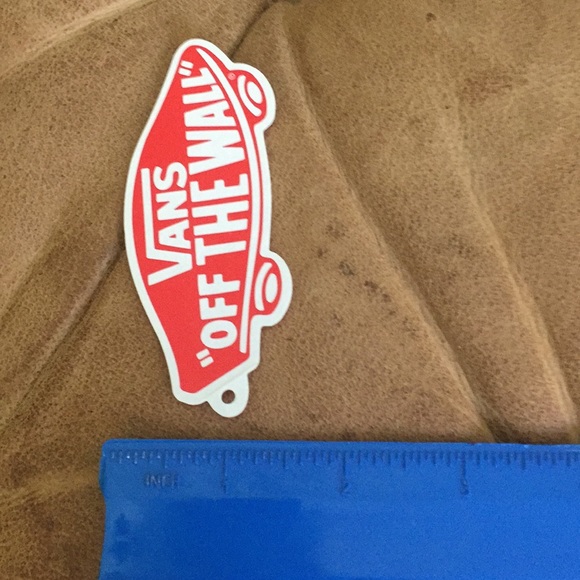 VANS
"OFF THE WALL"
®
INCH
1
2
3